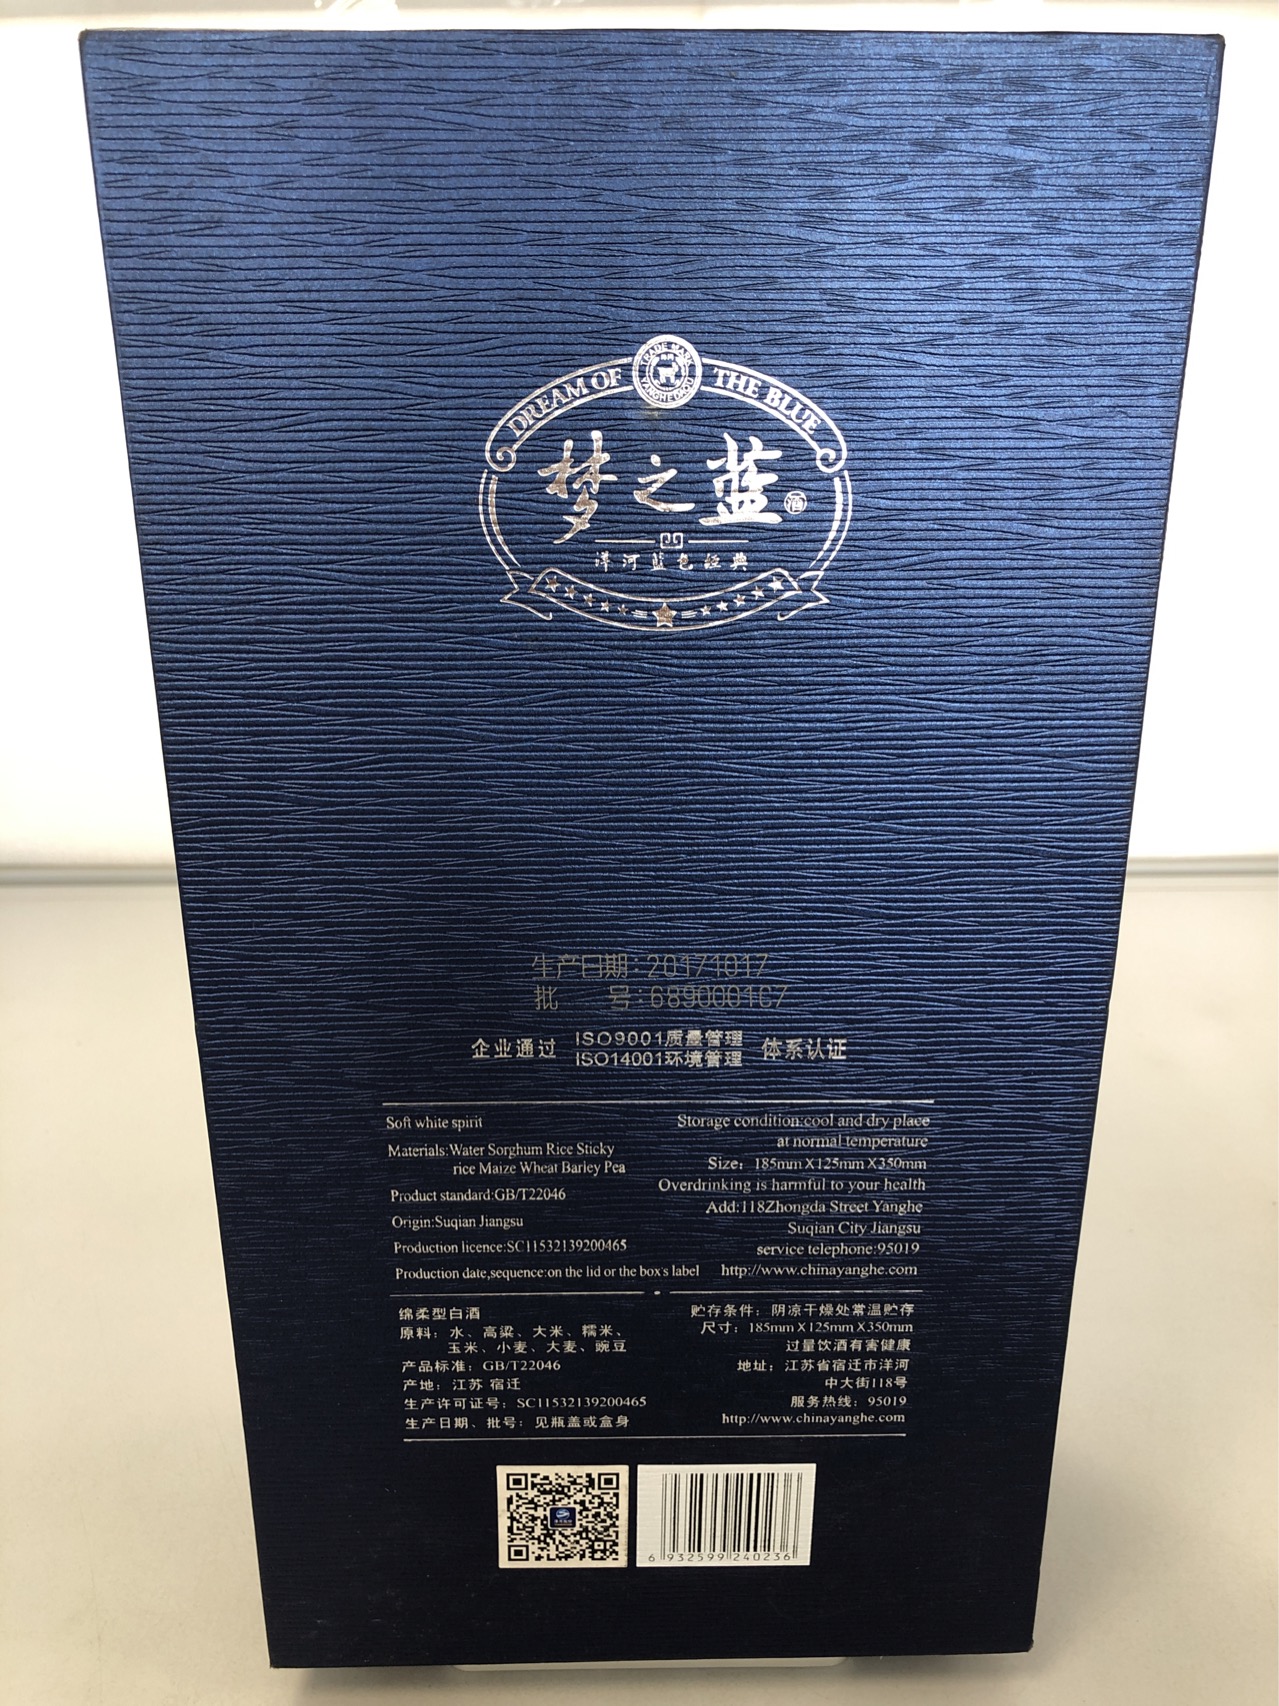 TRADE MARK
YANGHEDAQU
DREAM OF THE BLUE
梦之蓝 酒
洋河蓝色经典
生产日期:20171017
批 号:689000167
企业通过 ISO9001质量管理 体系认证
ISO14001环境管理
Soft white spirit
Materials:Water Sorghum Rice Sticky
rice Maize Wheat Barley Pea
Product standard:GB/T22046
Origin:Suqian Jiangsu
Production licence:SC11532139200465
Production date,sequence:on the lid or the box's label
Storage condition:cool and dry place
at normal temperature
Size: 185mm X125mm X350mm
Overdrinking is harmful to your health
Add:118Zhongda Street Yanghe
Suqian City Jiangsu
service telephone:95019
http://www.chinayanghe.com
绵柔型白酒
原料: 水、高粱、大米、糯米、
玉米、小麦、大麦、豌豆
产品标准: GB/T22046
产地: 江苏 宿迁
生产许可证号: SC11532139200465
生产日期、批号: 见瓶盖或盒身
贮存条件: 阴凉干燥处常温贮存
尺寸: 185mm X125mm X350mm
过量饮酒有害健康
地址: 江苏省宿迁市洋河
中大街118号
服务热线: 95019
http://www.chinayanghe.com
6 932599 240236